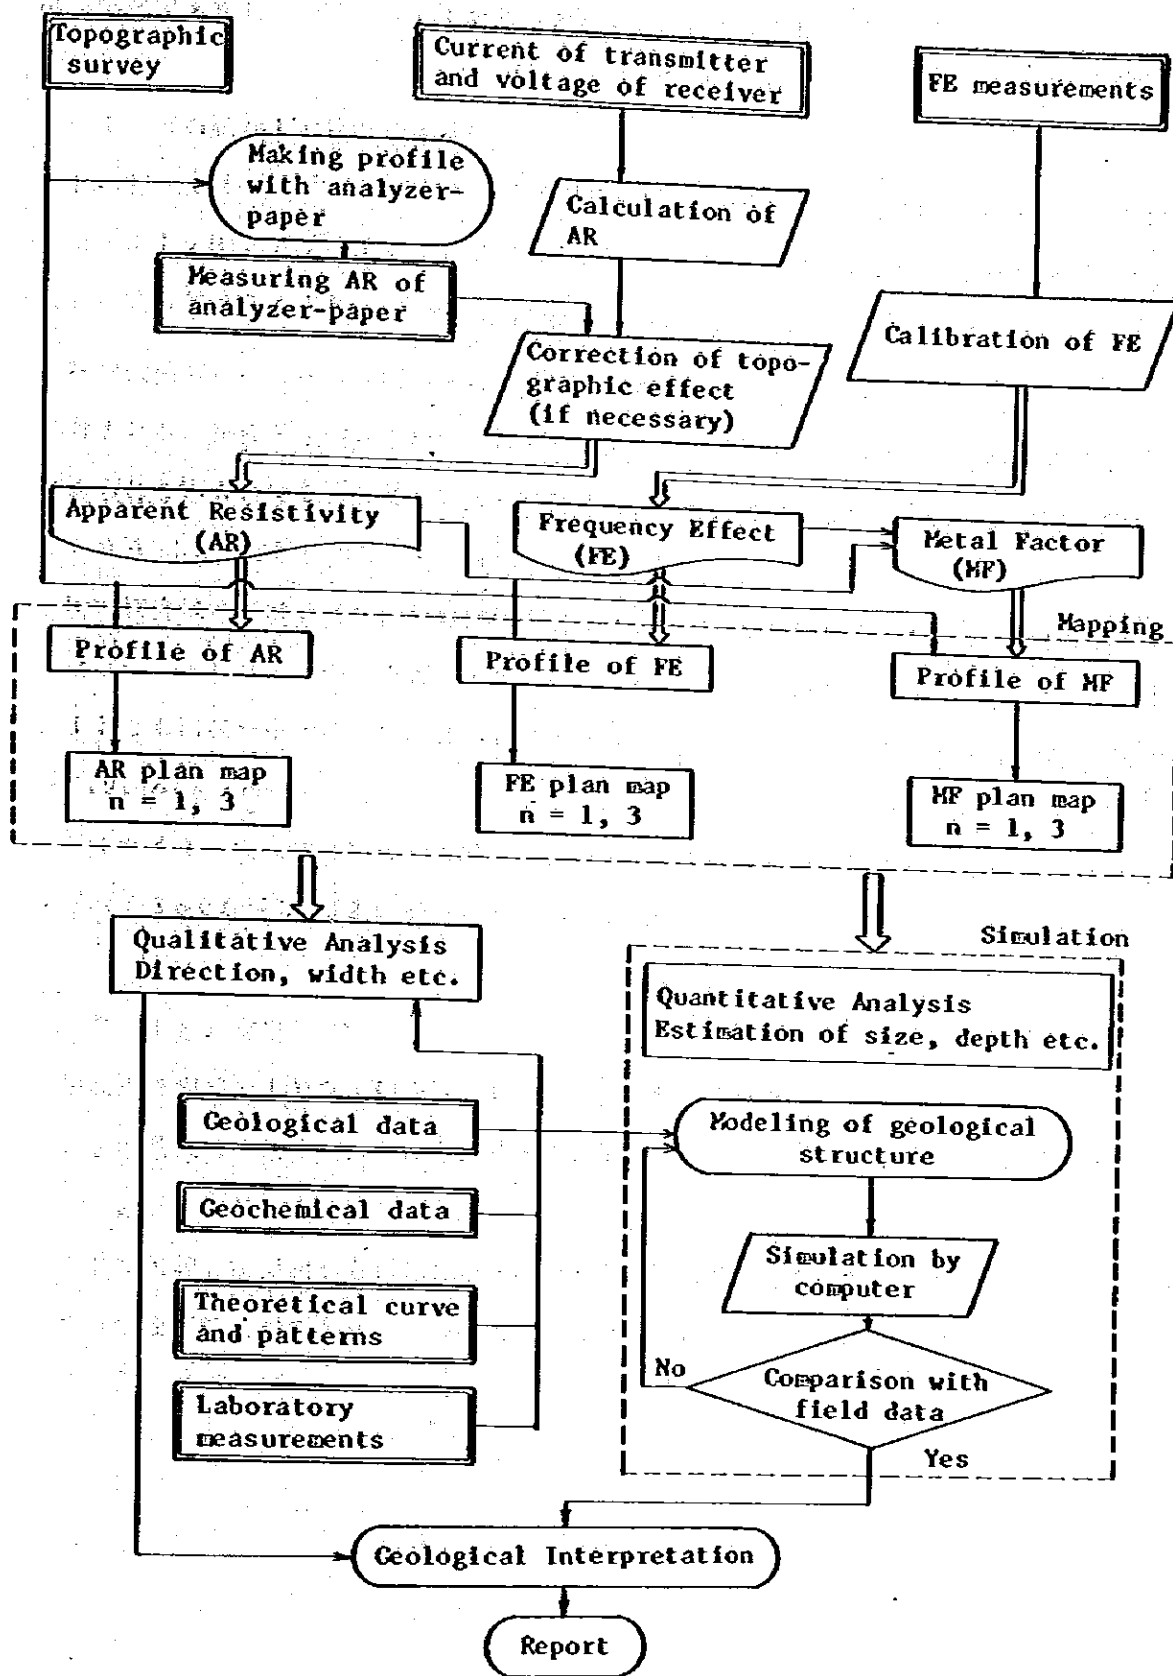 Topographic
survey
Current of transmitter
and voltage of receiver
FE measurements
Making profile
with analyzer-
paper
Calculation of
AR
Measuring AR of
analyzer-paper
Calibration of FE
Correction of topo-
graphic effect
(if necessary)
Apparent Resistivity
(AR)
Frequency Effect
(FE)
Metal Factor
(MF)
Mapping
Profile of AR
Profile of FE
Profile of MF
AR plan map
n = 1, 3
FE plan map
n = 1, 3
MF plan map
n = 1, 3
Qualitative Analysis
Direction, width etc.
Simulation
Quantitative Analysis
Estimation of size, depth etc.
Geological data
Modeling of geological
structure
Geochemical data
Simulation by
computer
Theoretical curve
and patterns
No
Comparison with
field data
Laboratory
measurements
Yes
Geological Interpretation
Report